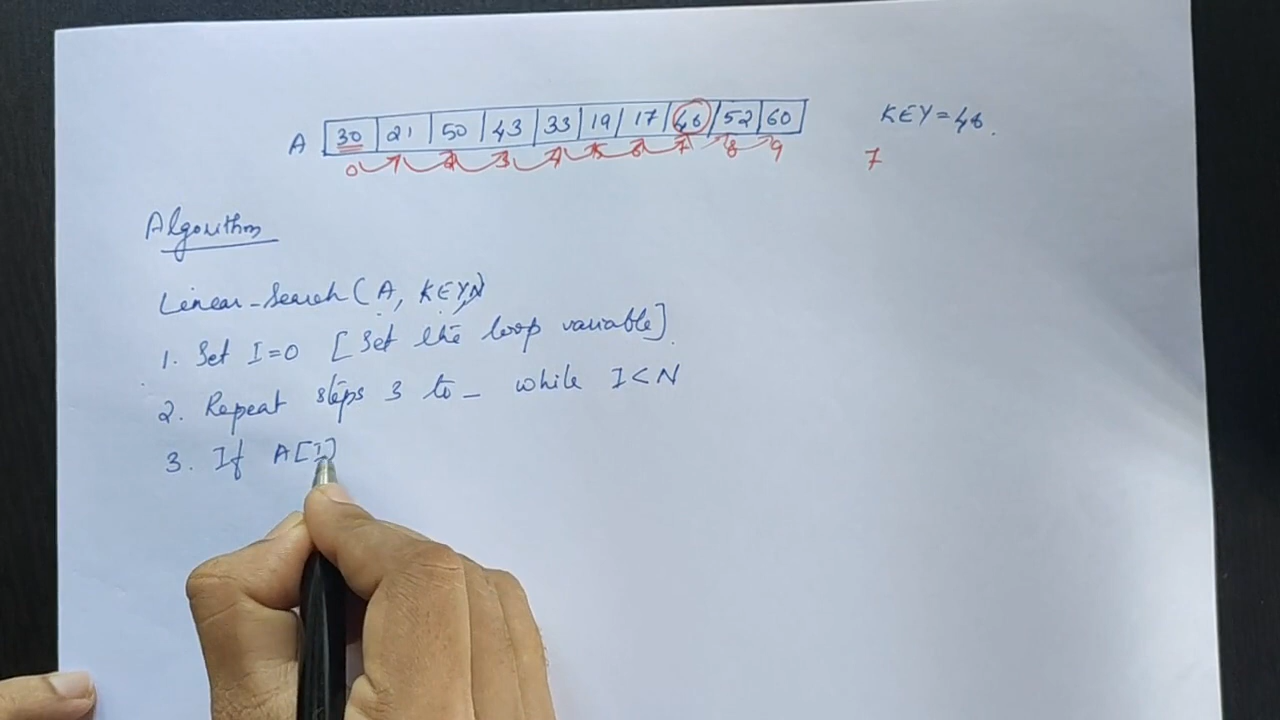 A 30 21 50 43 33 19 17 46 52 60 KEY=46.
0 1 2 3 4 5 6 7 8 9 7
Algorithm
Linear-Search (A, KEY,N)
1. Set I=0 [Set the loop variable].
2. Repeat steps 3 to _ while I<N
3. If A[I]